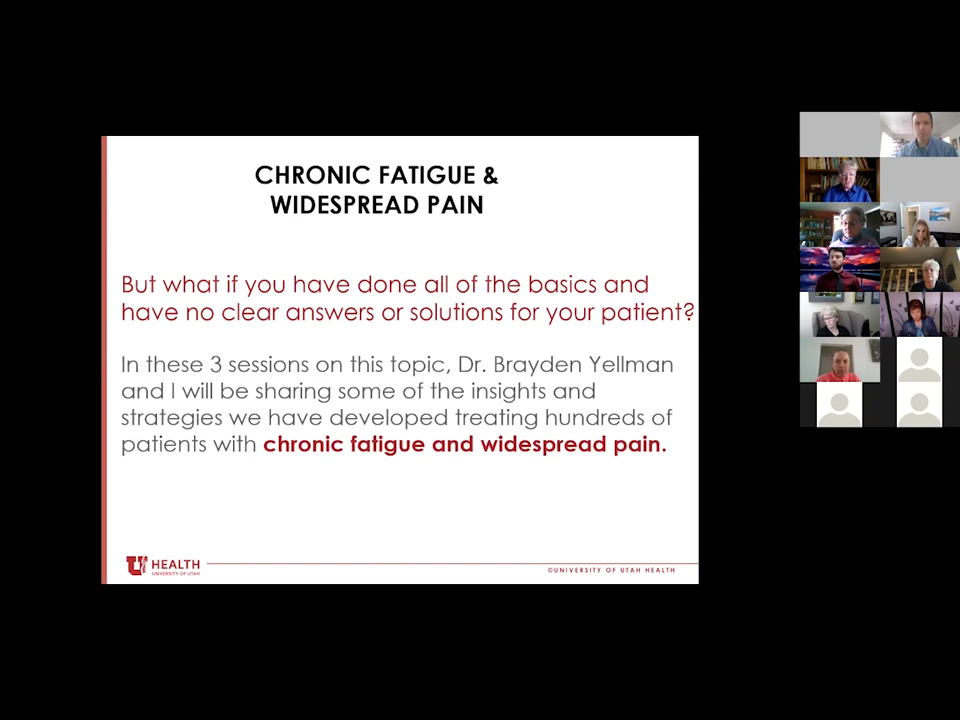 CHRONIC FATIGUE &
WIDESPREAD PAIN
But what if you have done all of the basics and
have no clear answers or solutions for your patient?
In these 3 sessions on this topic, Dr. Brayden Yellman
and I will be sharing some of the insights and
strategies we have developed treating hundreds of
patients with chronic fatigue and widespread pain.
U HEALTH
UNIVERSITY OF UTAH
©UNIVERSITY OF UTAH HEALTH